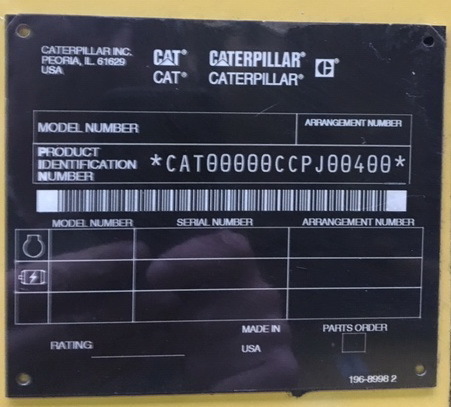 CATERPILLAR INC.
PEORIA, IL. 61629
USA
CAT® CATERPILLAR®
CAT® CATERPILLAR®
MODEL NUMBER
ARRANGEMENT NUMBER
PRODUCT
IDENTIFICATION
NUMBER
*CAT00000CCPJ00400*
MODEL NUMBER SERIAL NUMBER ARRANGEMENT NUMBER
RATING
MADE IN
USA
PARTS ORDER
196-8998 2